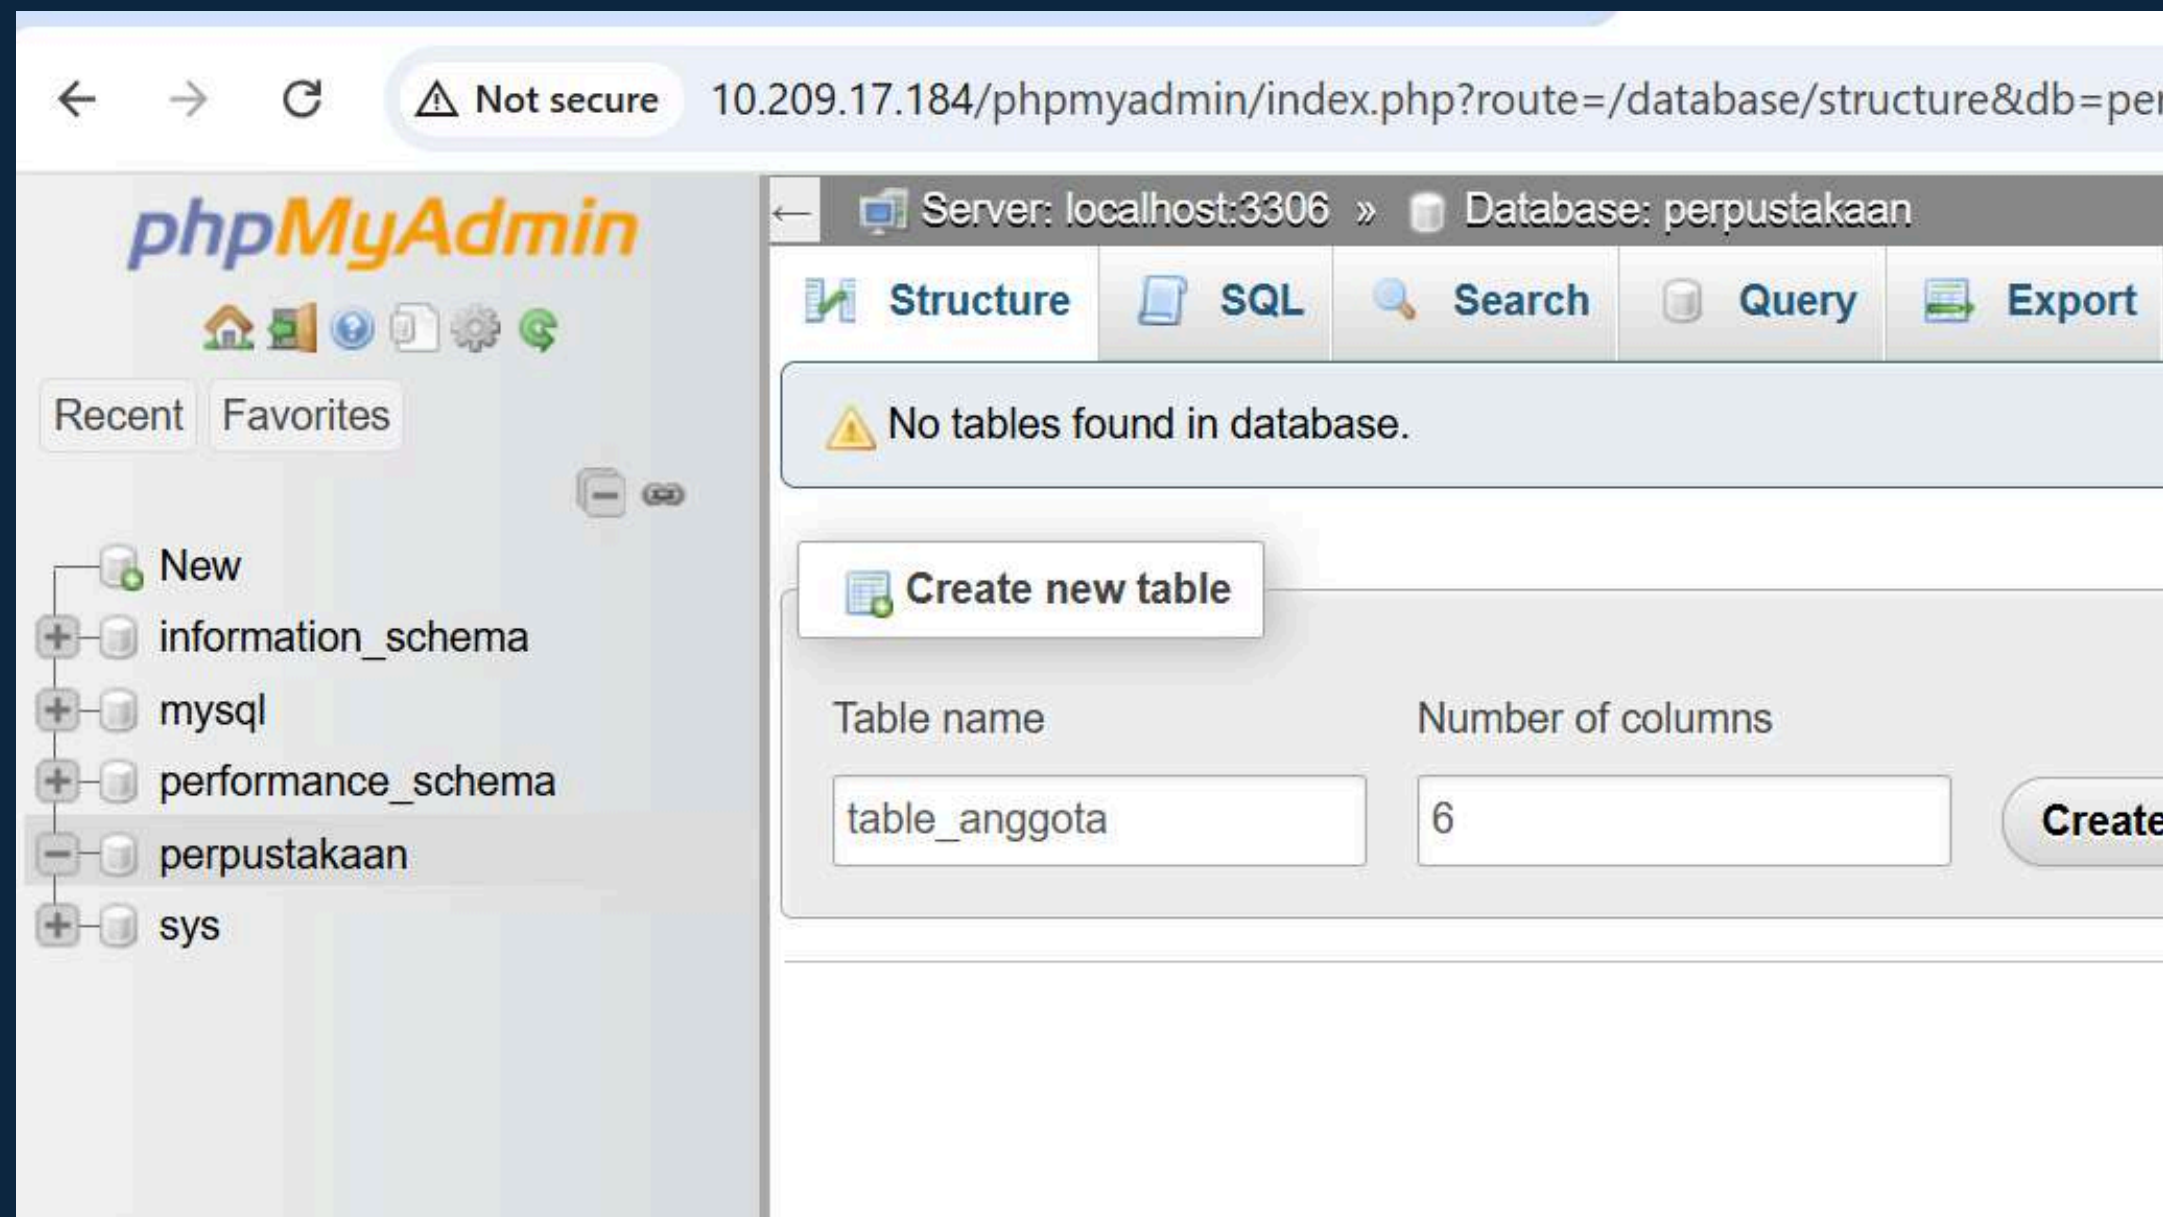 Not secure 10.209.17.184/phpmyadmin/index.php?route=/database/structure&db=per
phpMyAdmin
Recent Favorites
New
information_schema
mysql
performance_schema
perpustakaan
sys
Server: localhost:3306 » Database: perpustakaan
Structure SQL Search Query Export
No tables found in database.
Create new table
Table name Number of columns
table_anggota 6 Create